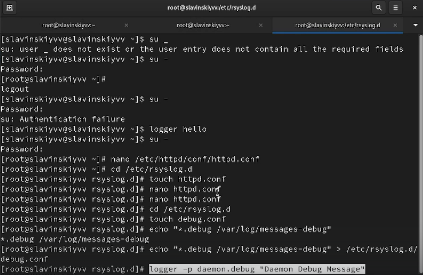 root@slavinskiyvv:/etc/rsyslog.d
root@slavinskiyvv:~
root@slavinskiyvv:~
root@slavinskiyvv:/etc/rsyslog.d
[slavinskiyvv@slavinskiyvv ~]$ su _
su: user _ does not exist or the user entry does not contain all the required fields
[slavinskiyvv@slavinskiyvv ~]$ su -
Password:
[root@slavinskiyvv ~]#
logout
[slavinskiyvv@slavinskiyvv ~]$ su -
Password:
su: Authentication failure
[slavinskiyvv@slavinskiyvv ~]$ logger hello
[slavinskiyvv@slavinskiyvv ~]$ su -
Password:
[root@slavinskiyvv ~]# nano /etc/httpd/conf/httpd.conf
[root@slavinskiyvv ~]# cd /etc/rsyslog.d
[root@slavinskiyvv rsyslog.d]# touch httpd.conf
[root@slavinskiyvv rsyslog.d]# nano httpd.conf
[root@slavinskiyvv rsyslog.d]# nano httpd.conf
[root@slavinskiyvv rsyslog.d]# cd /etc/rsyslog.d
[root@slavinskiyvv rsyslog.d]# touch debug.conf
[root@slavinskiyvv rsyslog.d]# echo "*.debug /var/log/messages-debug"
*.debug /var/log/messages-debug
[root@slavinskiyvv rsyslog.d]# echo "*.debug /var/log/messages-debug" > /etc/rsyslog.d/
debug.conf
[root@slavinskiyvv rsyslog.d]# logger -p daemon.debug "Daemon Debug Message"